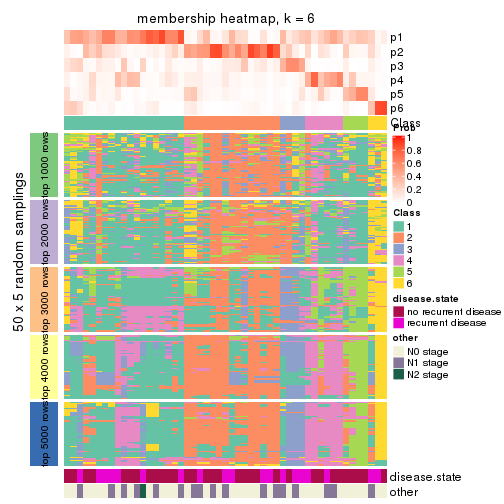 membership heatmap, k = 6
p1
p2
p3
p4
p5
p6
Class
Prob
1
0.8
0.6
0.4
0.2
0
Class
1
2
3
4
5
6
disease.state
no recurrent disease
recurrent disease
other
N0 stage
N1 stage
N2 stage
50 x 5 random samplings
top 1000 rows
top 2000 rows
top 3000 rows
top 4000 rows
top 5000 rows
disease.state
other